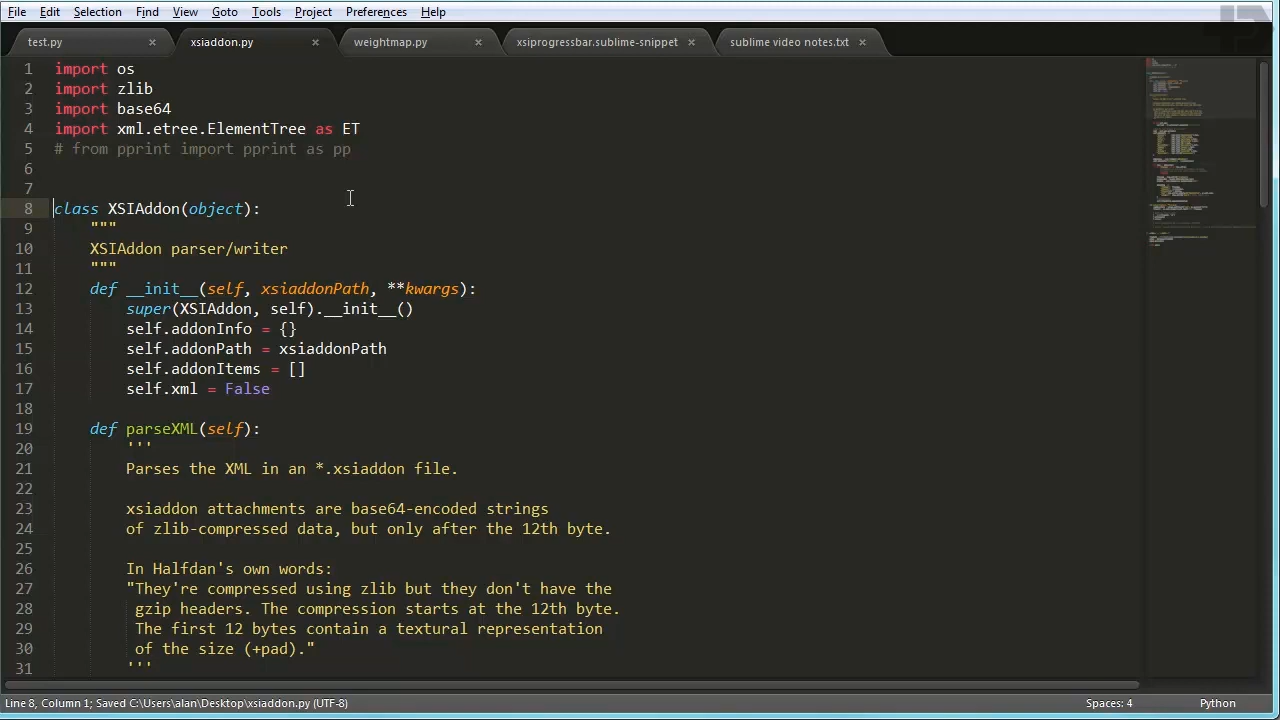 File Edit Selection Find View Goto Tools Project Preferences Help
test.py × xsiaddon.py × weightmap.py × xsiprogressbar.sublime-snippet × sublime video notes.txt ×
1 import os
2 import zlib
3 import base64
4 import xml.etree.ElementTree as ET
5 # from pprint import pprint as pp
6
7
8 class XSIAddon(object):
9 """
10 XSIAddon parser/writer
11 """
12 def __init__(self, xsiaddonPath, **kwargs):
13 super(XSIAddon, self).__init__()
14 self.addonInfo = {}
15 self.addonPath = xsiaddonPath
16 self.addonItems = []
17 self.xml = False
18
19 def parseXML(self):
20 '''
21 Parses the XML in an *.xsiaddon file.
22
23 xsiaddon attachments are base64-encoded strings
24 of zlib-compressed data, but only after the 12th byte.
25
26 In Halfdan's own words:
27 "They're compressed using zlib but they don't have the
28 gzip headers. The compression starts at the 12th byte.
29 The first 12 bytes contain a textural representation
30 of the size (+pad)."
31 '''
Line 8, Column 1; Saved C:\Users\alan\Desktop\xsiaddon.py (UTF-8) Spaces: 4 Python